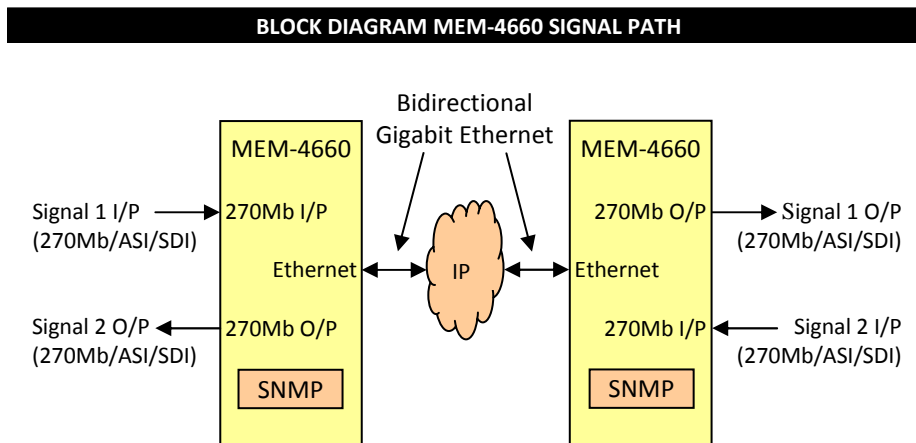 BLOCK DIAGRAM MEM-4660 SIGNAL PATH
Bidirectional
Gigabit Ethernet
MEM-4660
MEM-4660
Signal 1 I/P
(270Mb/ASI/SDI)
270Mb I/P
270Mb O/P
Signal 1 O/P
(270Mb/ASI/SDI)
Ethernet
IP
Ethernet
Signal 2 O/P
(270Mb/ASI/SDI)
270Mb O/P
270Mb I/P
Signal 2 I/P
(270Mb/ASI/SDI)
SNMP
SNMP